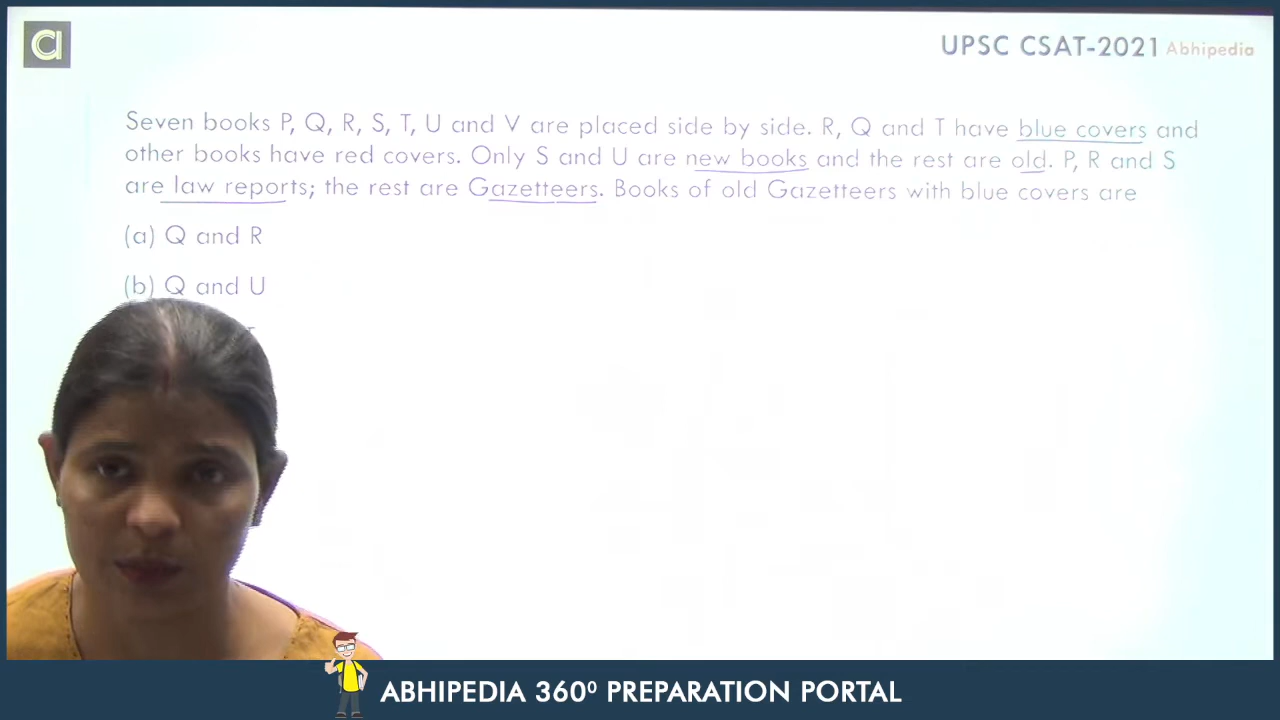 UPSC CSAT-2021 Abhipedia
Seven books P, Q, R, S, T, U and V are placed side by side. R, Q and T have blue covers and
other books have red covers. Only S and U are new books and the rest are old. P, R and S
are law reports; the rest are Gazetteers. Books of old Gazetteers with blue covers are
(a) Q and R
(b) Q and U
ABHIPEDIA 360⁰ PREPARATION PORTAL